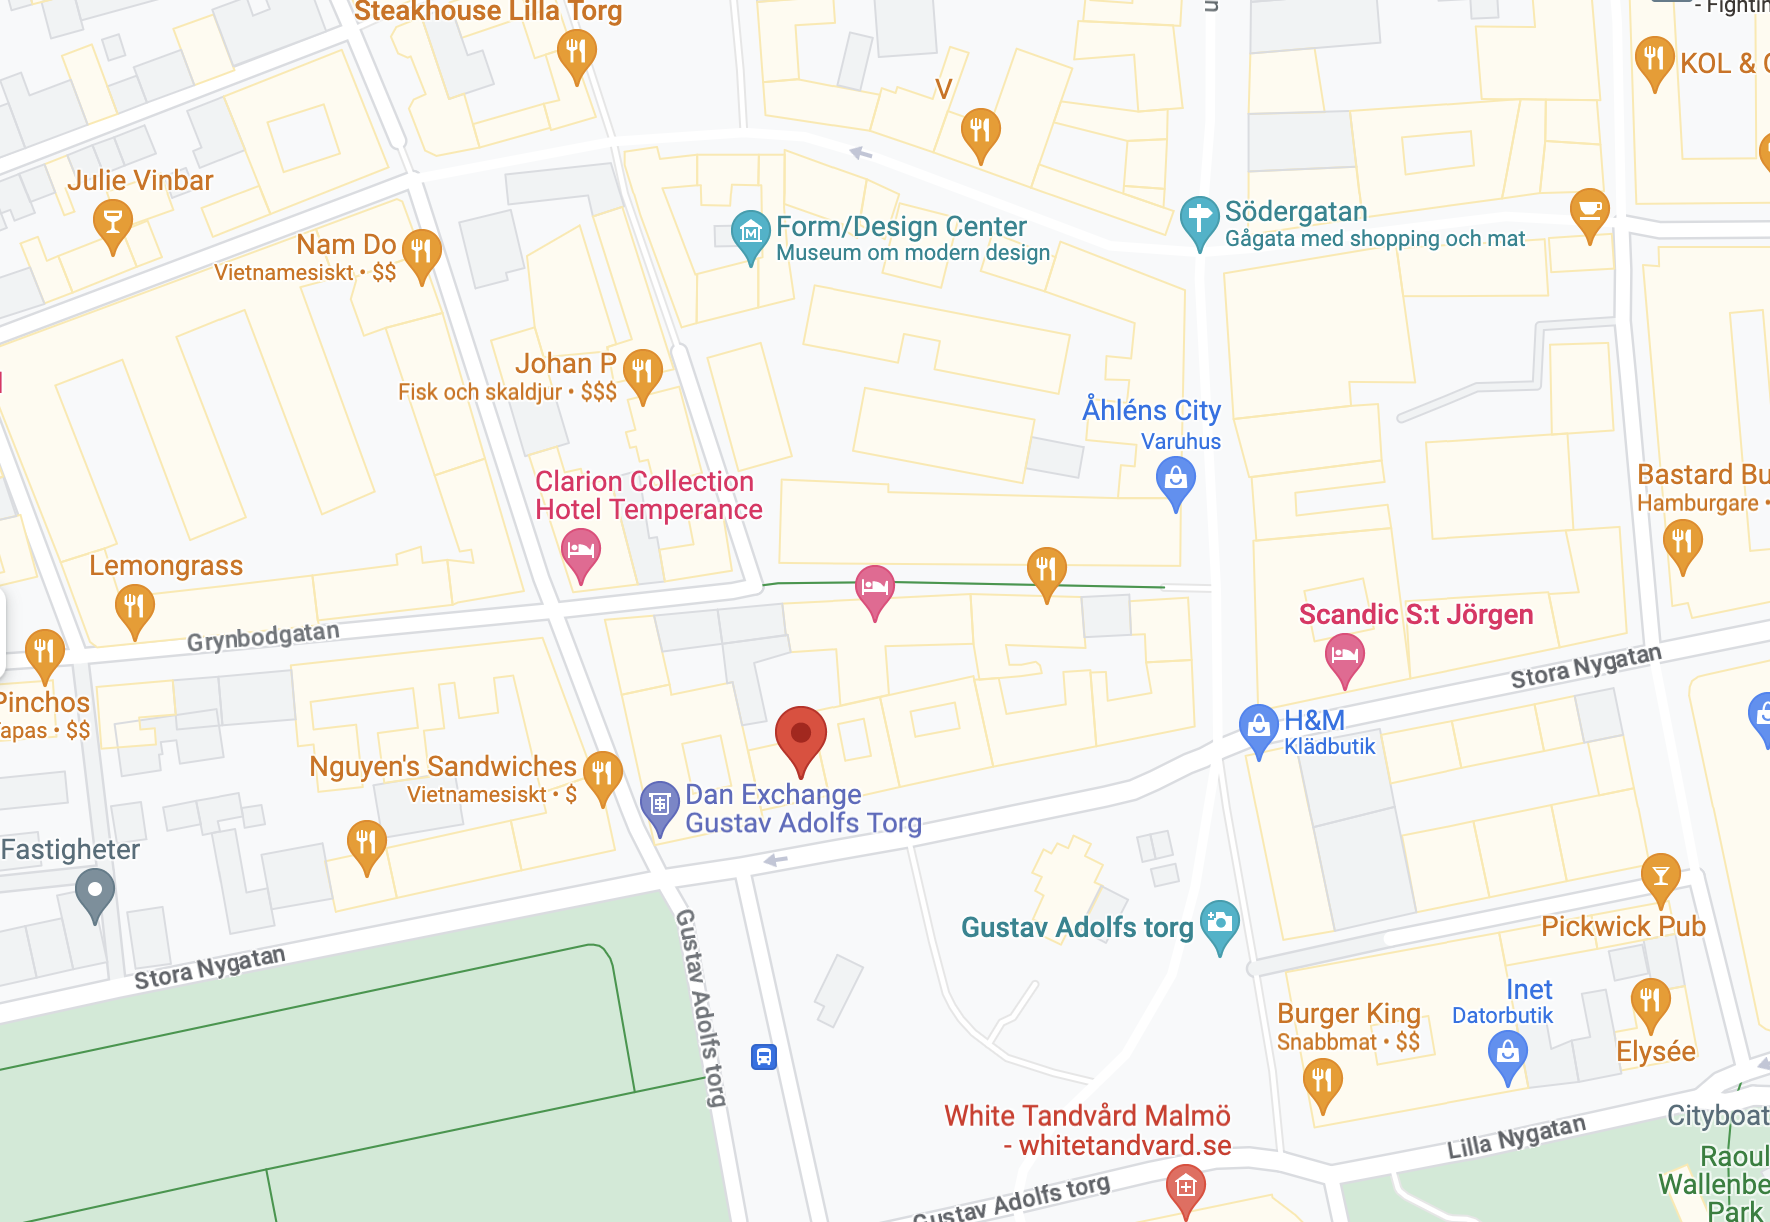 Steakhouse Lilla Torg
n
- Fightin
KOL & C
V
Julie Vinbar
Nam Do
Vietnamesiskt • $$
Form/Design Center
Museum om modern design
Södergatan
Gågata med shopping och mat
Johan P
Fisk och skaldjur • $$$
Åhléns City
Varuhus
Clarion Collection
Hotel Temperance
Bastard Bu
Hamburgare •
Lemongrass
Grynbodgatan
Scandic S:t Jörgen
Stora Nygatan
Pinchos
apas • $$
H&M
Klädbutik
Nguyen's Sandwiches
Vietnamesiskt • $
Dan Exchange
Gustav Adolfs Torg
Fastigheter
Gustav Adolfs torg
Pickwick Pub
Stora Nygatan
Gustav Adolfs torg
Inet
Datorbutik
Burger King
Snabbmat • $$
Elysée
White Tandvård Malmö
- whitetandvard.se
Cityboat
Lilla Nygatan
Raoul
Wallenbe
Park
Gustav Adolfs torg